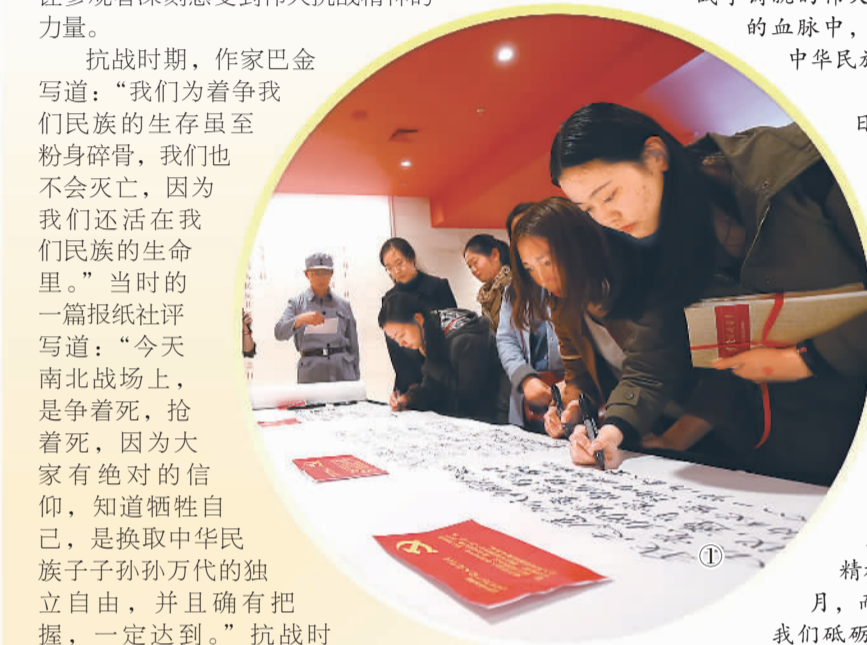 让参观者深刻感受到伟大抗战精神的
力量。
抗战时期，作家巴金
写道：“我们为着争我
们民族的生存虽至
粉身碎骨，我们也
不会灭亡，因为
我们还活在我
们民族的生命
里。”当时的
一篇报纸社评
写道：“今天
南北战场上，
是争着死，抢
着死，因为大
家有绝对的信
仰，知道牺牲自
己，是换取中华民
族子子孙孙万代的独
立自由，并且确有把
握，一定达到。”抗战时
①
的血脉中，
中华民族
日
精
月，而
我们砥砺